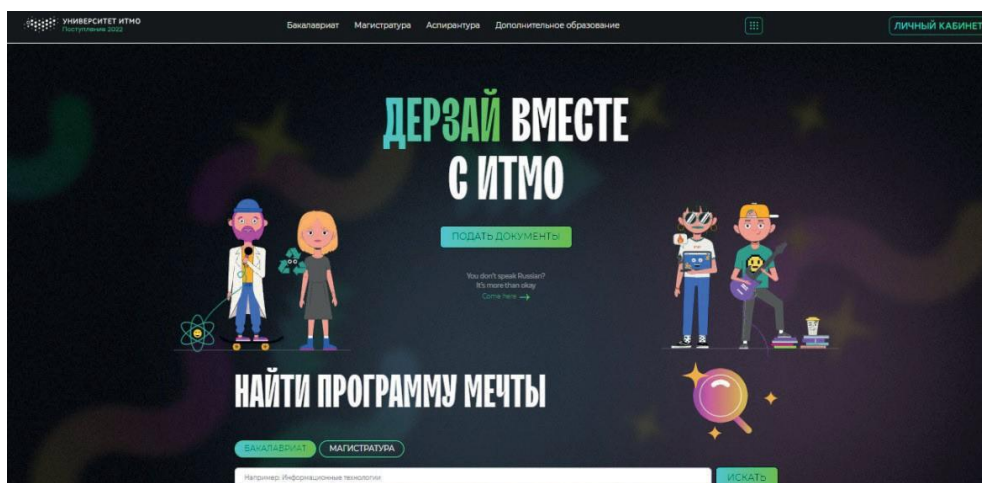 УНИВЕРСИТЕТ ИТМО
Поступление 2022
Бакалавриат Магистратура Аспирантура Дополнительное образование
ЛИЧНЫЙ КАБИНЕТ
ДЕРЗАЙ ВМЕСТЕ
С ИТМО
ПОДАТЬ ДОКУМЕНТЫ
You don't speak Russian?
It's more than okay
Come here →
НАЙТИ ПРОГРАММУ МЕЧТЫ
БАКАЛАВРИАТ МАГИСТРАТУРА
Например: Информационные технологии
ИСКАТЬ